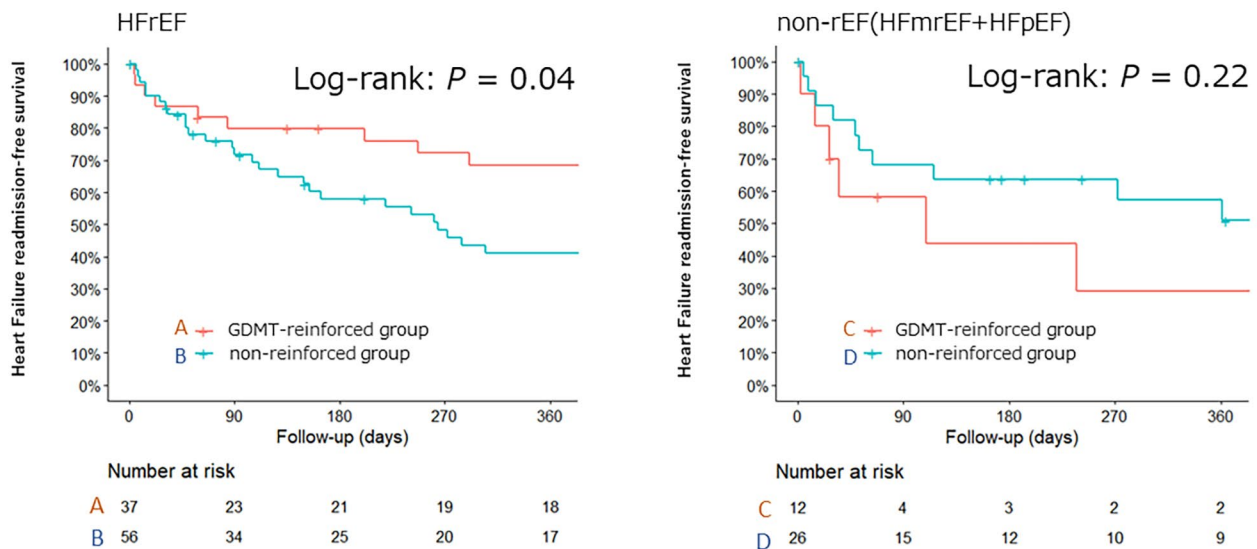 HFrEF
Log-rank: P = 0.04
Heart Failure readmission-free survival
100%
90%
80%
70%
60%
50%
40%
30%
20%
10%
0%
A GDMT-reinforced group
B non-reinforced group
0 90 180 270 360
Follow-up (days)
Number at risk
A 37 23 21 19 18
B 56 34 25 20 17
non-rEF(HFmrEF+HFpEF)
Log-rank: P = 0.22
Heart Failure readmission-free survival
100%
90%
80%
70%
60%
50%
40%
30%
20%
10%
0%
C GDMT-reinforced group
D non-reinforced group
0 90 180 270 360
Follow-up (days)
Number at risk
C 12 4 3 2 2
D 26 15 12 10 9